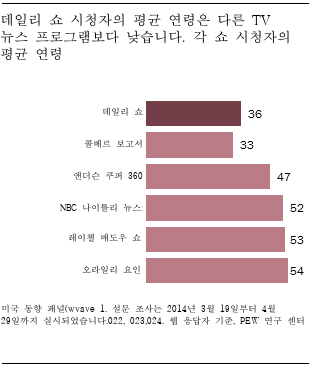 데일리 쇼 시청자의 평균 연령은 다른 TV
뉴스 프로그램보다 낮습니다. 각 쇼 시청자의
평균 연령
데일리 쇼 36
콜베르 보고서 33
앤더슨 쿠퍼 360 47
NBC 나이틀리 뉴스: 52
레이첼 매도우 쇼 53
오라일리 요인 54
미국 동향 패널(wvave 1. 설문 조사는 2014년 3월 19일부터 4월
29일까지 실시되었습니다.022, 023,024. 웹 응답자 기준, PEW 연구 센터